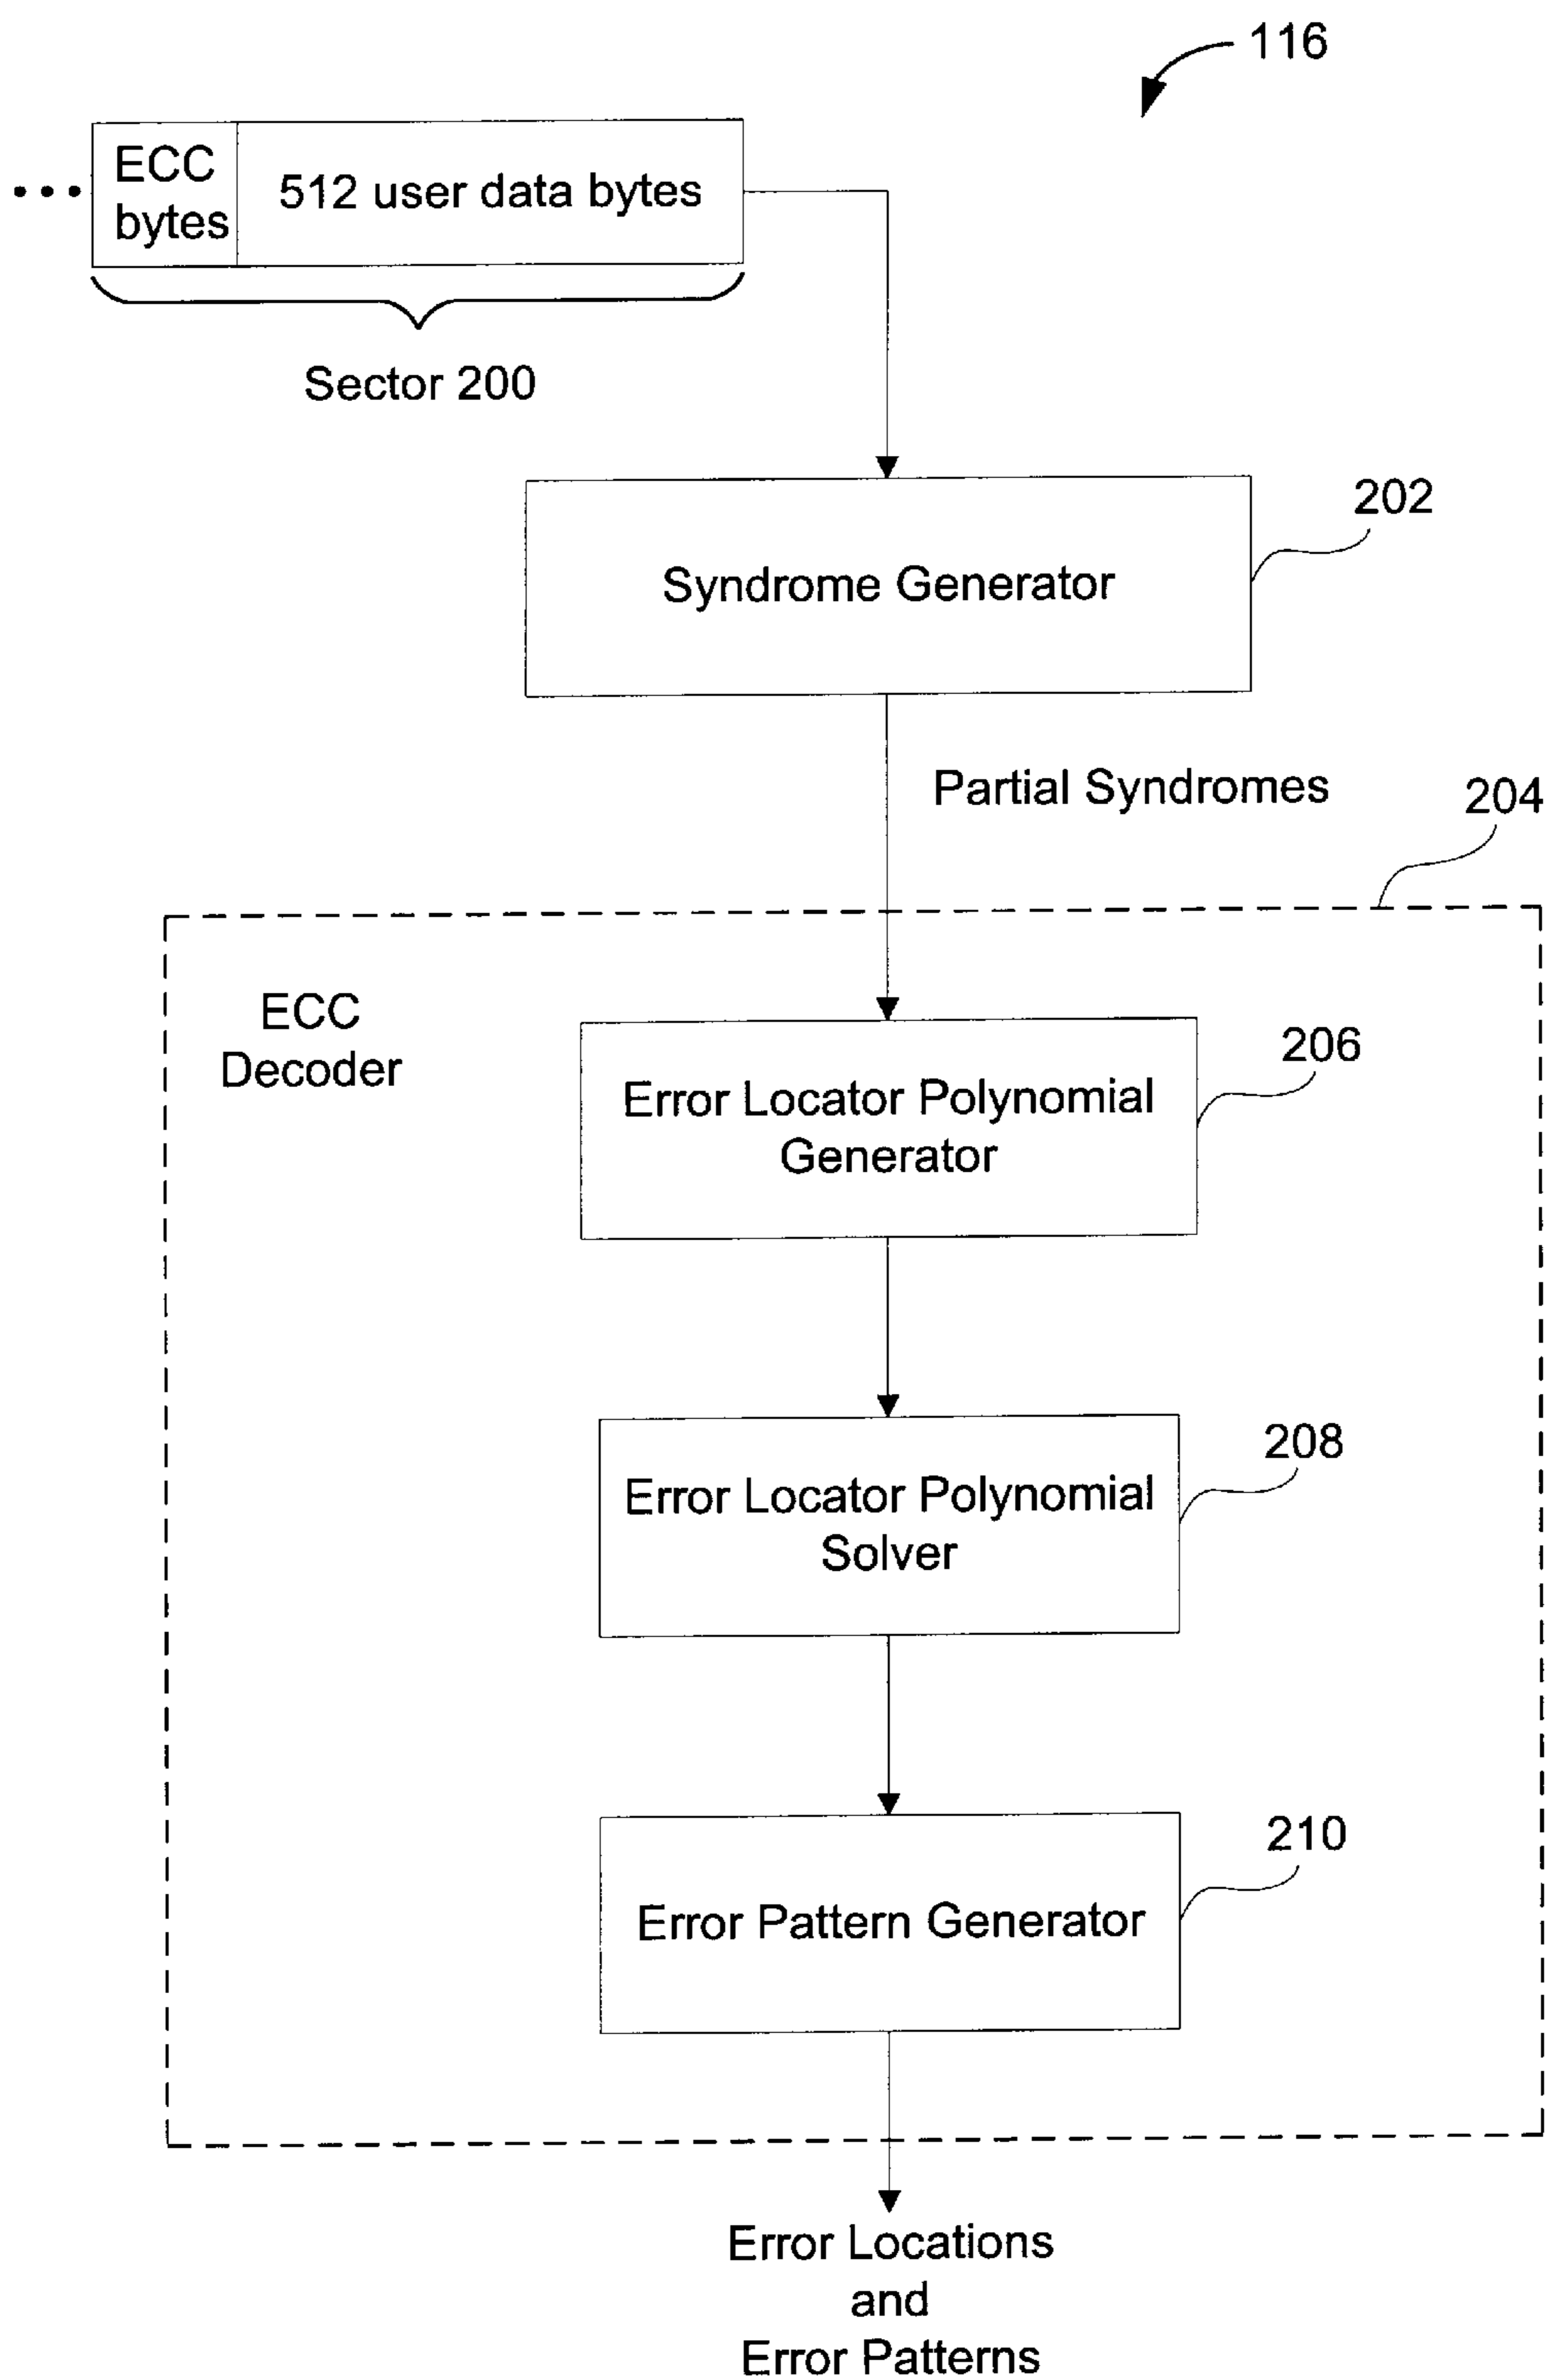 116
ECC
bytes
512 user data bytes
Sector 200
202
Syndrome Generator
Partial Syndromes
204
ECC
Decoder
206
Error Locator Polynomial
Generator
208
Error Locator Polynomial
Solver
210
Error Pattern Generator
Error Locations
and
Error Patterns